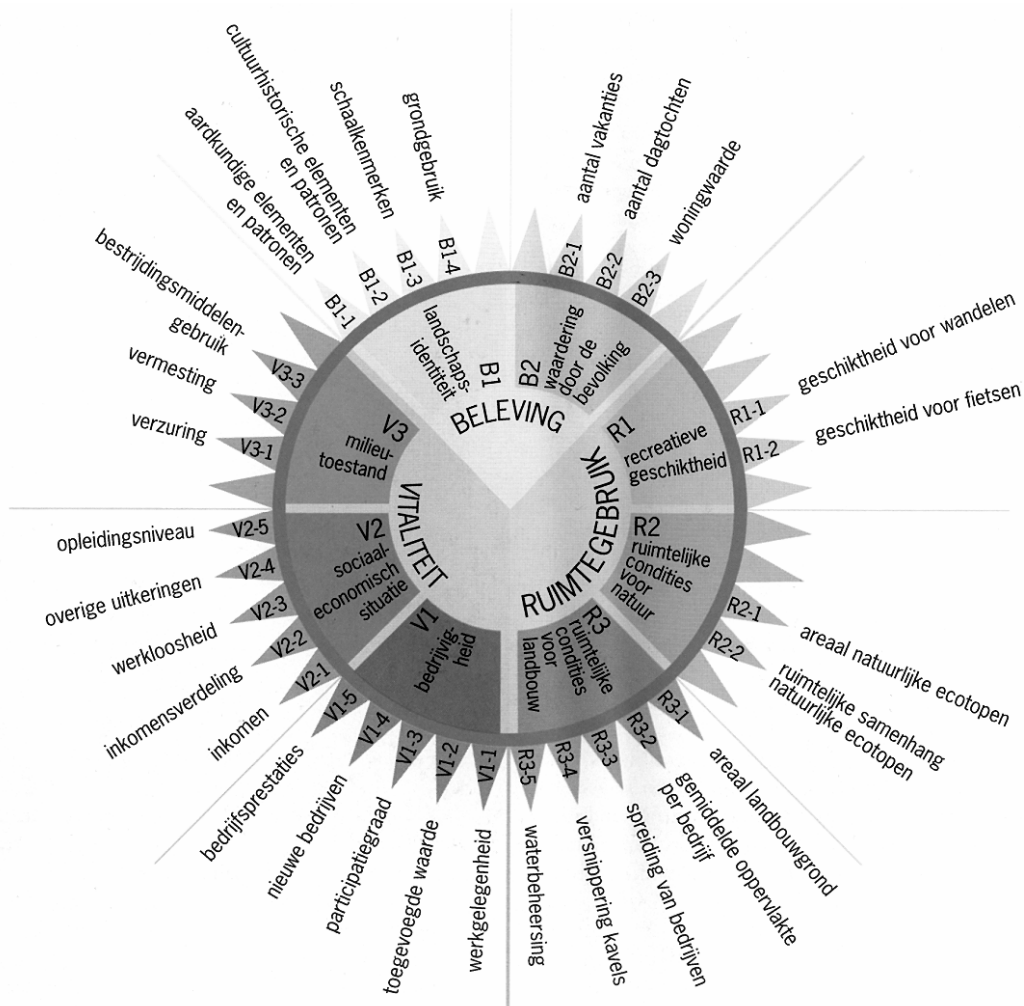 BELEVING
B1
landschaps-
identiteit
B1-1
aardkundige elementen
en patronen
B1-2
cultuurhistorische elementen
en patronen
B1-3
schaalkenmerken
B1-4
grondgebruik
B2
waardering
door de
bevolking
B2-1
aantal vakanties
B2-2
aantal dagtochten
B2-3
woningwaarde
RUIMTEGEBRUIK
R1
recreatieve
geschiktheid
R1-1
geschiktheid voor wandelen
R1-2
geschiktheid voor fietsen
R2
ruimtelijke
condities
voor
natuur
R2-1
areaal natuurlijke ecotopen
R2-2
ruimtelijke samenhang
natuurlijke ecotopen
R3
ruimtelijke
condities
voor
landbouw
R3-1
areaal landbouwgrond
R3-2
gemiddelde oppervlakte
per bedrijf
R3-3
spreiding van bedrijven
R3-4
versnippering kavels
R3-5
waterbeheersing
VITALITEIT
V1
bedrijvig-
heid
V1-1
werkgelegenheid
V1-2
toegevoegde waarde
V1-3
participatiegraad
V1-4
nieuwe bedrijven
V1-5
bedrijfsprestaties
V2
sociaal-
economisch
situatie
V2-1
inkomen
V2-2
inkomensverdeling
V2-3
werkloosheid
V2-4
overige uitkeringen
V2-5
opleidingsniveau
V3
milieu-
toestand
V3-1
verzuring
V3-2
vermesting
V3-3
bestrijdingsmiddelen-
gebruik